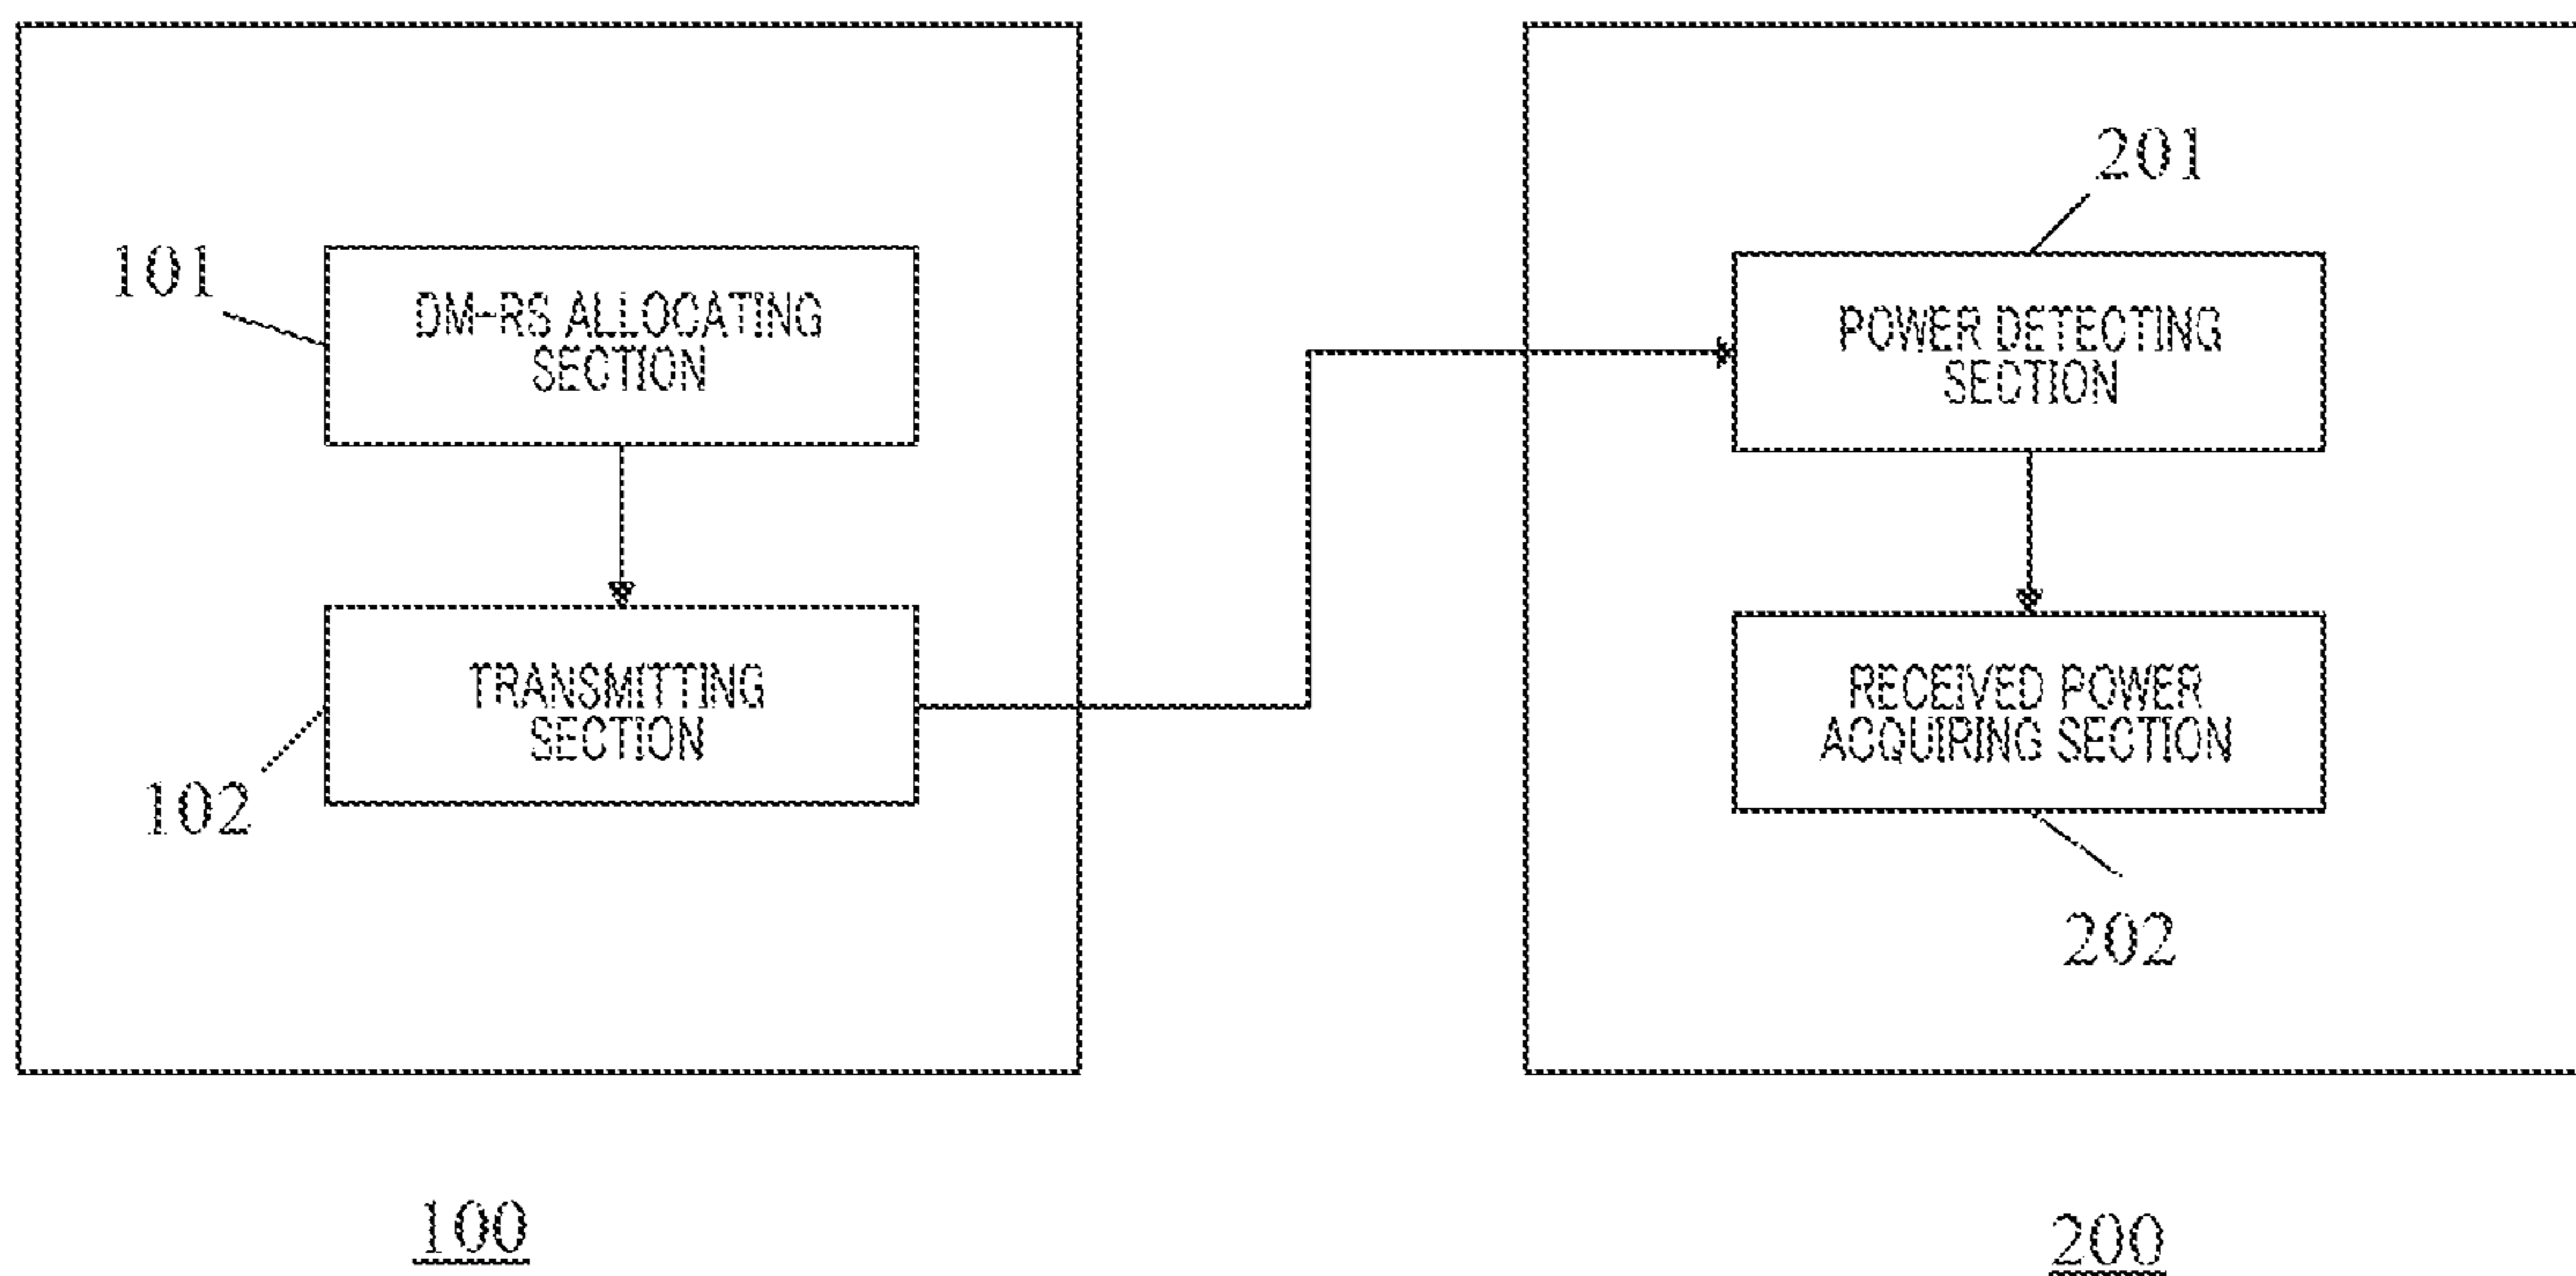 101
DM-RS ALLOCATING
SECTION
TRANSMITTING
SECTION
102
201
POWER DETECTING
SECTION
RECEIVED POWER
ACQUIRING SECTION
202
100
200